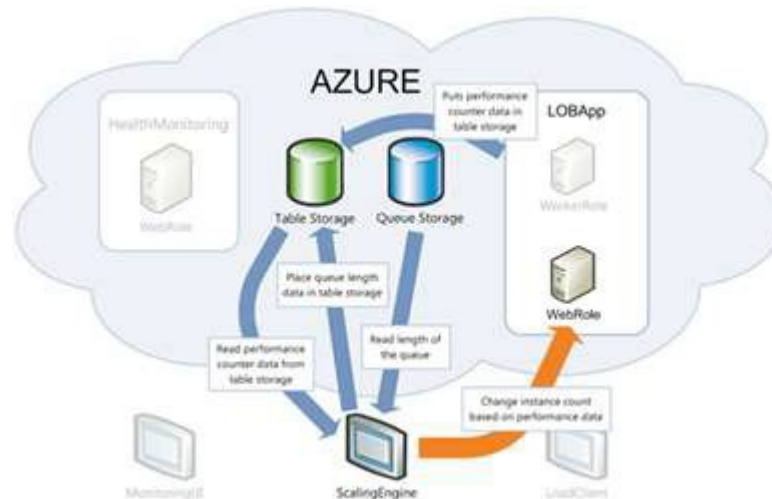 AZURE
Puts performance
counter data in
table storage
LOBApp
HealthMonitoring
WebRole
WorkerRole
Table Storage
Queue Storage
Place queue length
data in table storage
WebRole
Read performance
counter data from
table storage
Read length of
the queue
Change instance count
based on performance data
MonitoringUI
ScalingEngine
LoadClient